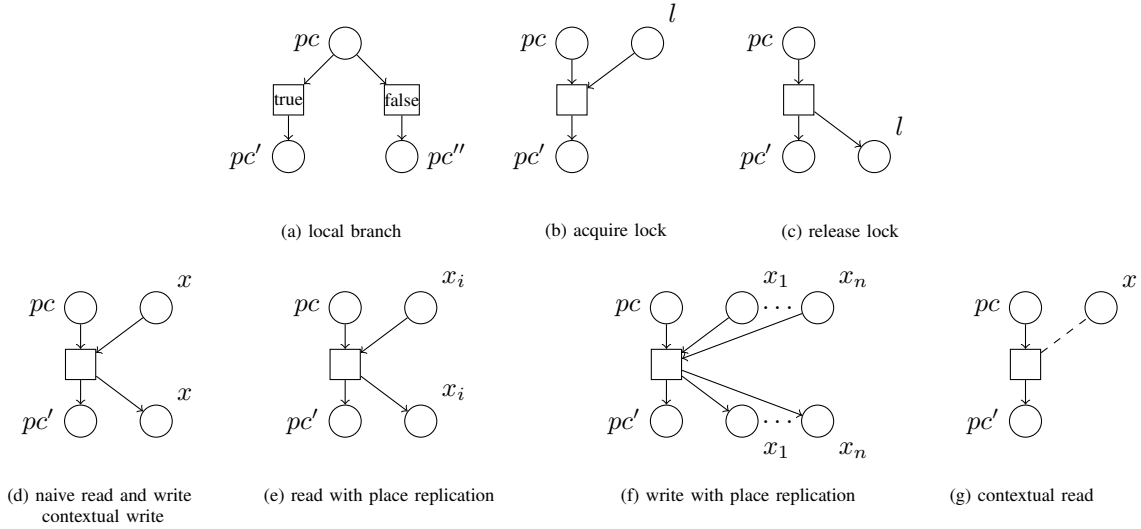 pc
l
pc
l
pc
true
false
pc′
pc′′
pc′
pc′
(a) local branch
(b) acquire lock
(c) release lock
x
x_i
x_1
x_n
x
pc
pc
pc
...
pc
x
x_i
pc′
pc′
pc′
...
pc′
x_1
x_n
(d) naive read and write
contextual write
(e) read with place replication
(f) write with place replication
(g) contextual read